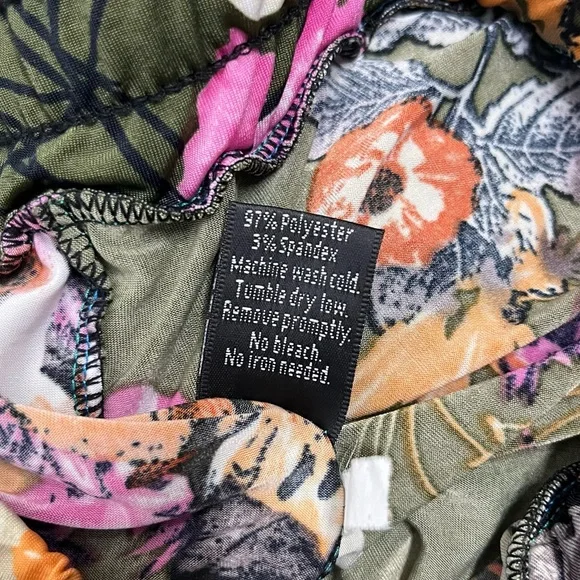 97% Polyester
3% Spandex
Machine wash cold.
Tumble dry low.
Remove promptly.
No bleach.
No Iron needed.